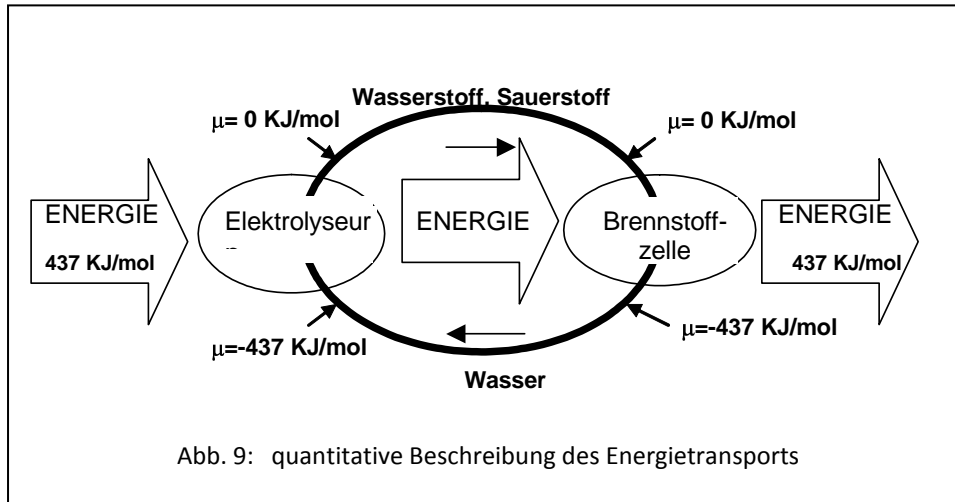 Wasserstoff, Sauerstoff
μ= 0 KJ/mol
μ= 0 KJ/mol
ENERGIE
437 KJ/mol
Elektrolyseur
ENERGIE
Brennstoff-
zelle
ENERGIE
437 KJ/mol
μ=-437 KJ/mol
μ=-437 KJ/mol
Wasser
Abb. 9: quantitative Beschreibung des Energietransports